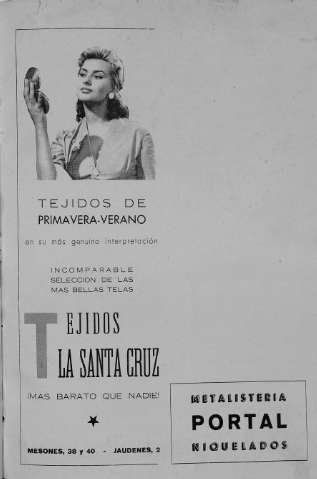 TEJIDOS DE
PRIMAVERA-VERANO
en su más genuina interpretación
INCOMPARABLE
SELECCION DE LAS
MAS BELLAS TELAS
TEJIDOS
LA SANTA CRUZ
¡MAS BARATO QUE NADIE!
MESONES, 38 y 40 - JAUDENES, 2
METALISTERIA
PORTAL
NIQUELADOS